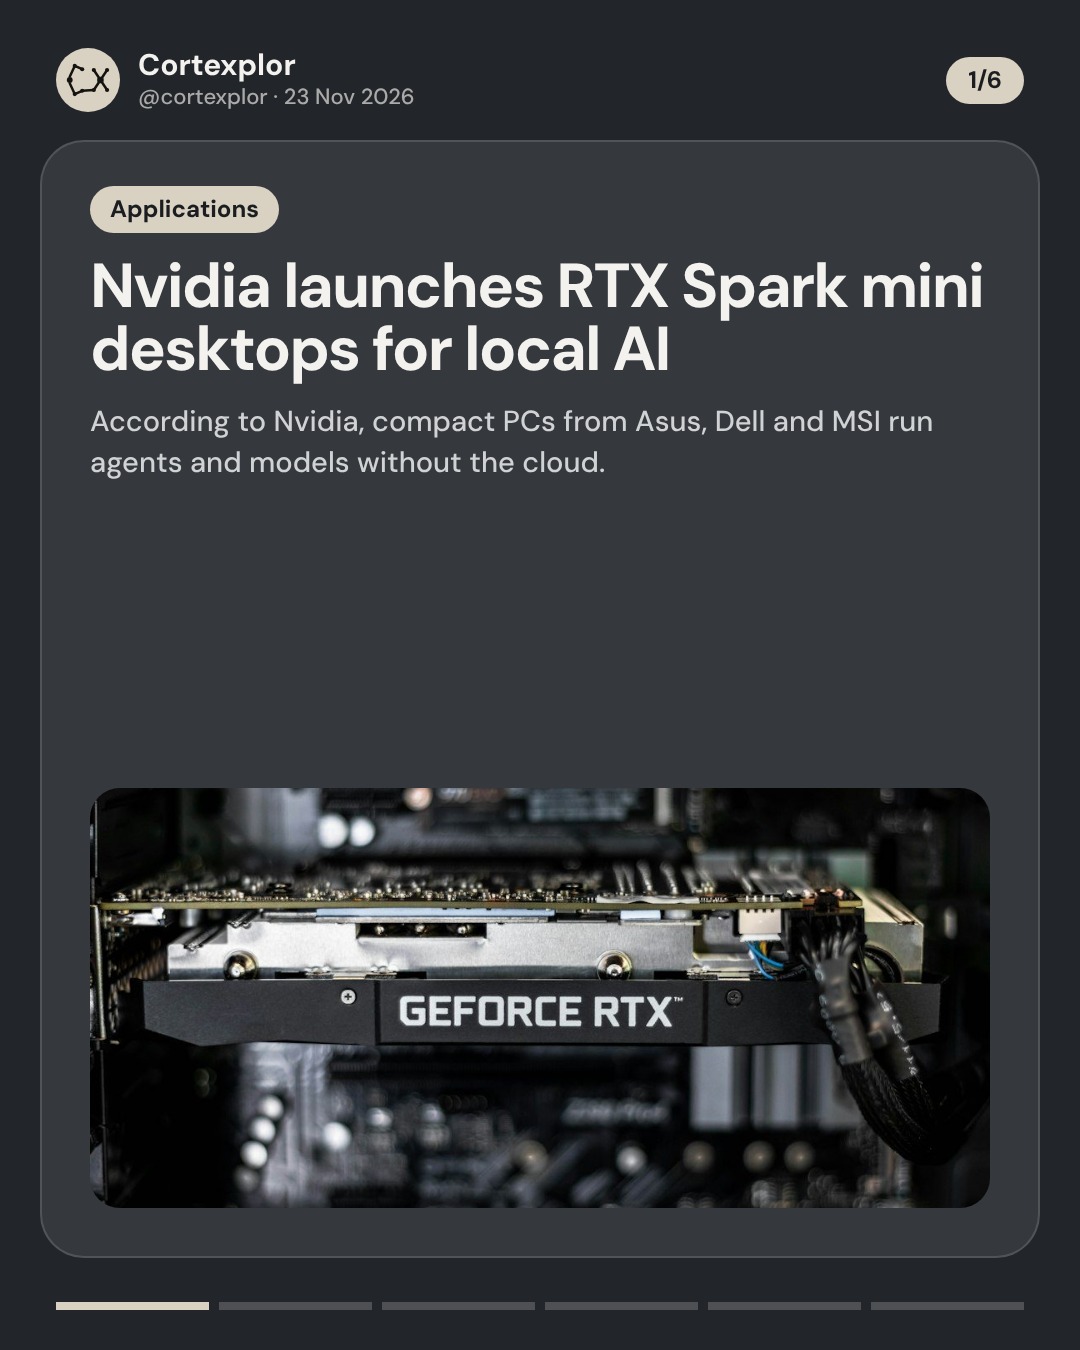 Cortexplor
@cortexplor · 23 Nov 2026
1/6
Applications
Nvidia launches RTX Spark mini
desktops for local AI
According to Nvidia, compact PCs from Asus, Dell and MSI run
agents and models without the cloud.
GEFORCE RTX™